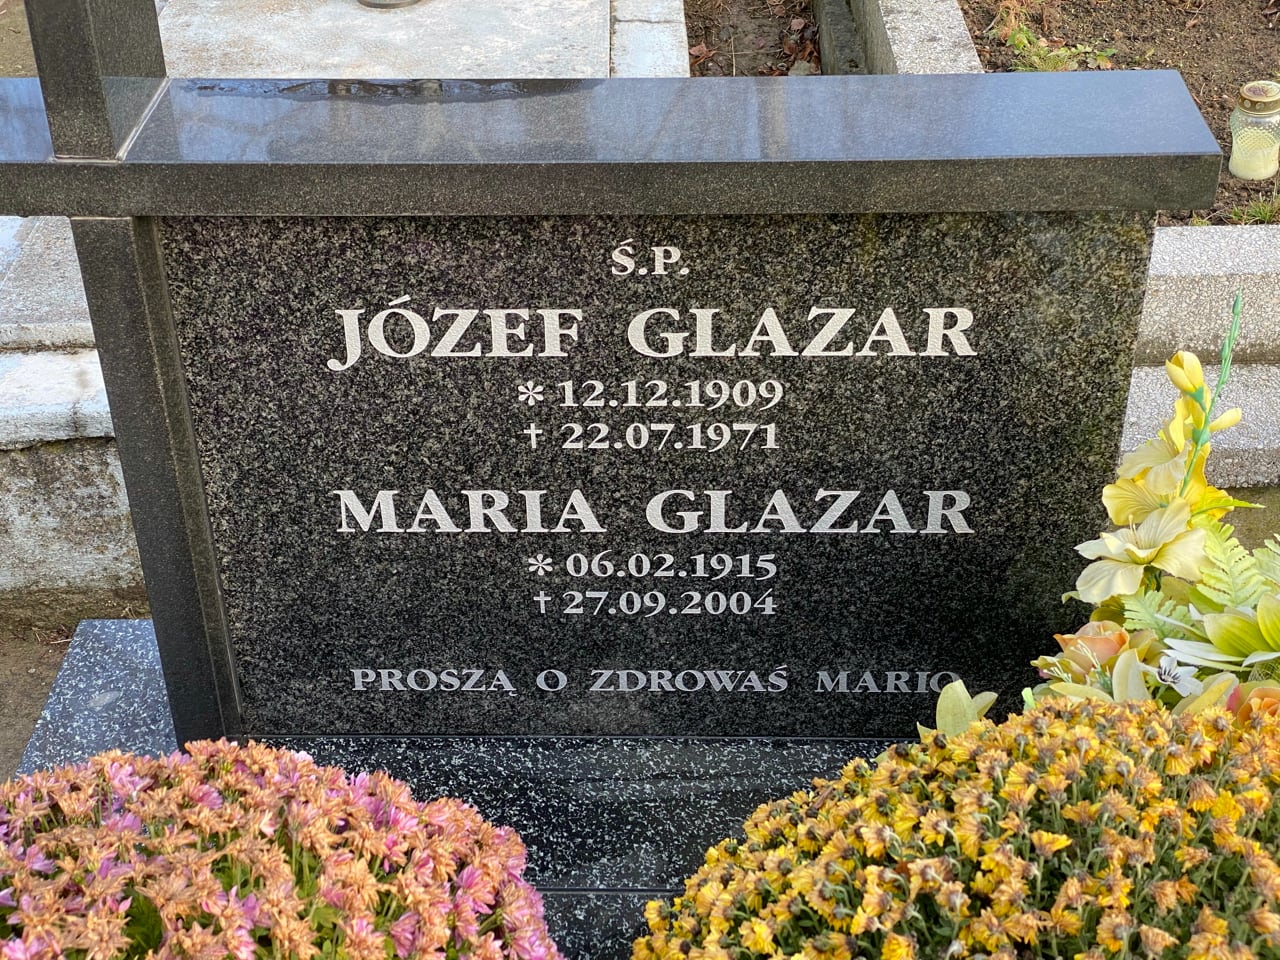 Ś.P.
JÓZEF GLAZAR
* 12.12.1909
† 22.07.1971
MARIA GLAZAR
* 06.02.1915
† 27.09.2004
PROSZĄ O ZDROWAŚ MARIO